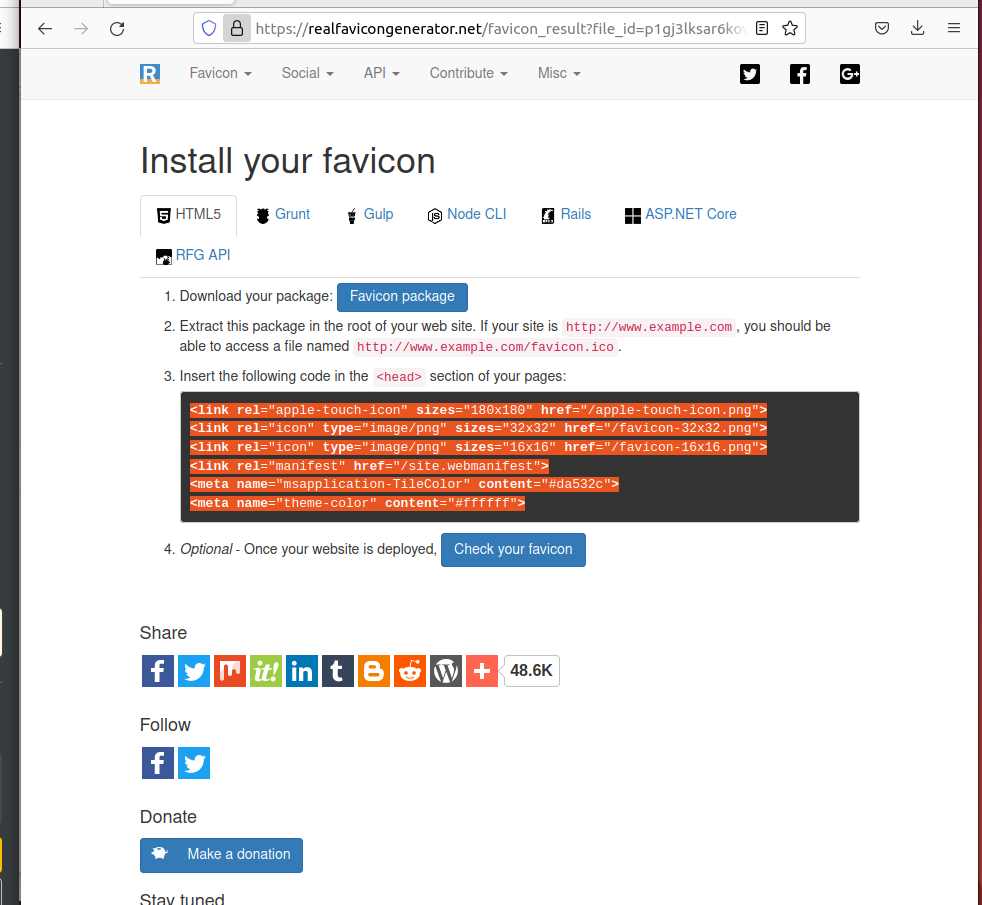 https://realfavicongenerator.net/favicon_result?file_id=p1gj3lksar6ko
R Favicon Social API Contribute Misc G+
Install your favicon
HTML5 Grunt Gulp Node CLI Rails ASP.NET Core
RFG API
1. Download your package: Favicon package
2. Extract this package in the root of your web site. If your site is http://www.example.com, you should be
able to access a file named http://www.example.com/favicon.ico.
3. Insert the following code in the <head> section of your pages:
<link rel="apple-touch-icon" sizes="180x180" href="/apple-touch-icon.png">
<link rel="icon" type="image/png" sizes="32x32" href="/favicon-32x32.png">
<link rel="icon" type="image/png" sizes="16x16" href="/favicon-16x16.png">
<link rel="manifest" href="/site.webmanifest">
<meta name="msapplication-TileColor" content="#da532c">
<meta name="theme-color" content="#ffffff">
4. Optional - Once your website is deployed, Check your favicon
Share
it! in 48.6K
Follow
Donate
Make a donation
Stay tuned